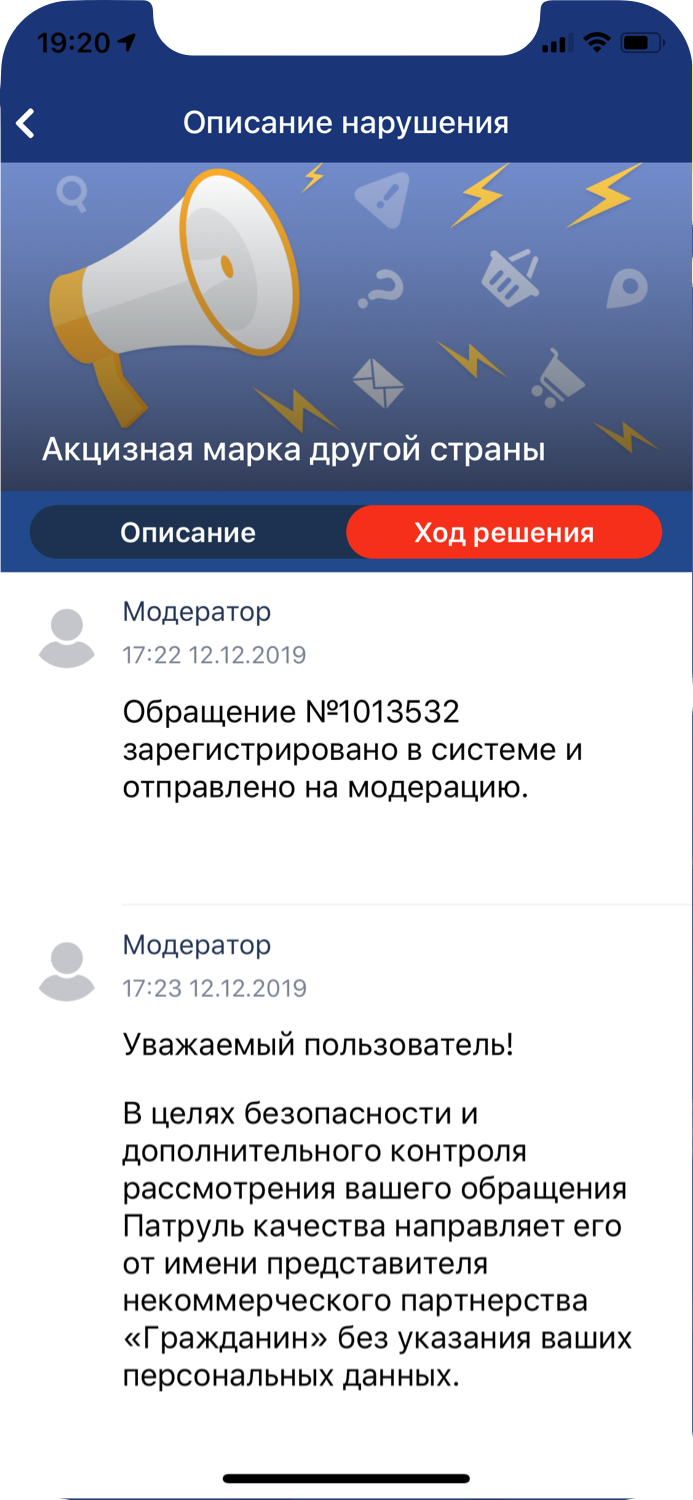 19:20
Описание нарушения
Акцизная марка другой страны
Описание
Ход решения
Модератор
17:22 12.12.2019
Обращение №1013532
зарегистрировано в системе и
отправлено на модерацию.
Модератор
17:23 12.12.2019
Уважаемый пользователь!
В целях безопасности и
дополнительного контроля
рассмотрения вашего обращения
Патруль качества направляет его
от имени представителя
некоммерческого партнерства
«Гражданин» без указания ваших
персональных данных.